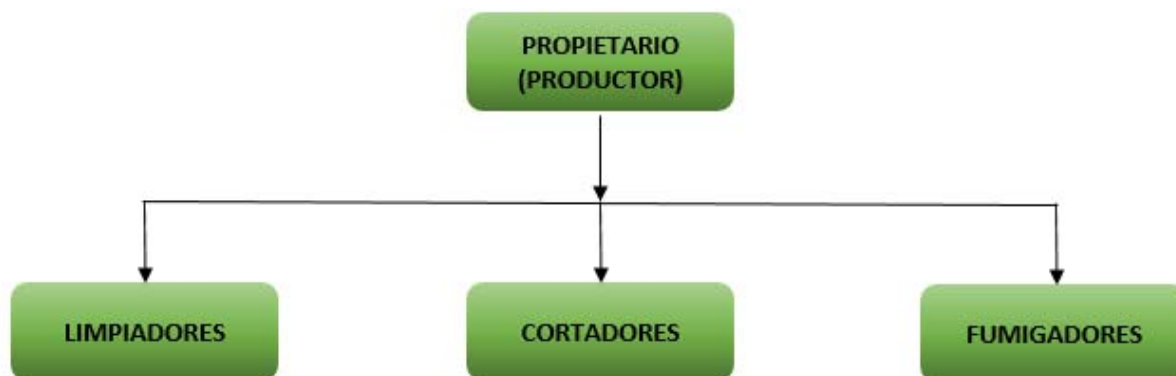 PROPIETARIO
(PRODUCTOR)
LIMPIADORES
CORTADORES
FUMIGADORES